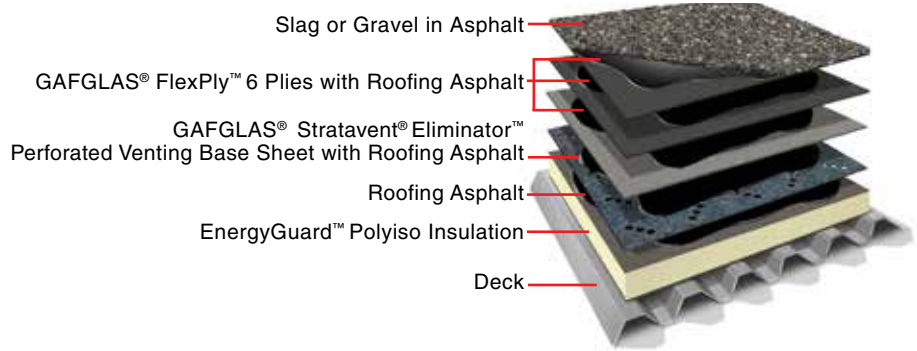 Slag or Gravel in Asphalt
GAFGLAS® FlexPly™ 6 Plies with Roofing Asphalt
GAFGLAS® Stratavent® Eliminator™
Perforated Venting Base Sheet with Roofing Asphalt
Roofing Asphalt
EnergyGuard™ Polyiso Insulation
Deck